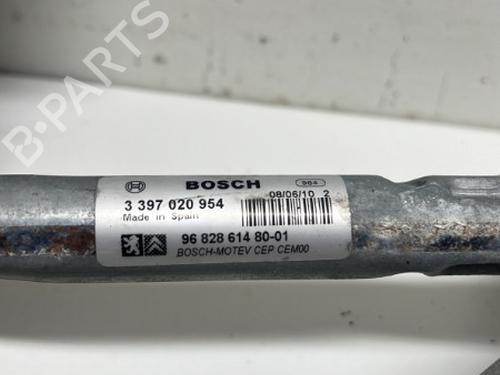 B-PARTS
BOSCH
984
3 397 020 954
08/06/10 2
Made in Spain
96 828 614 80-01
BOSCH-MOTEV CEP CEM00